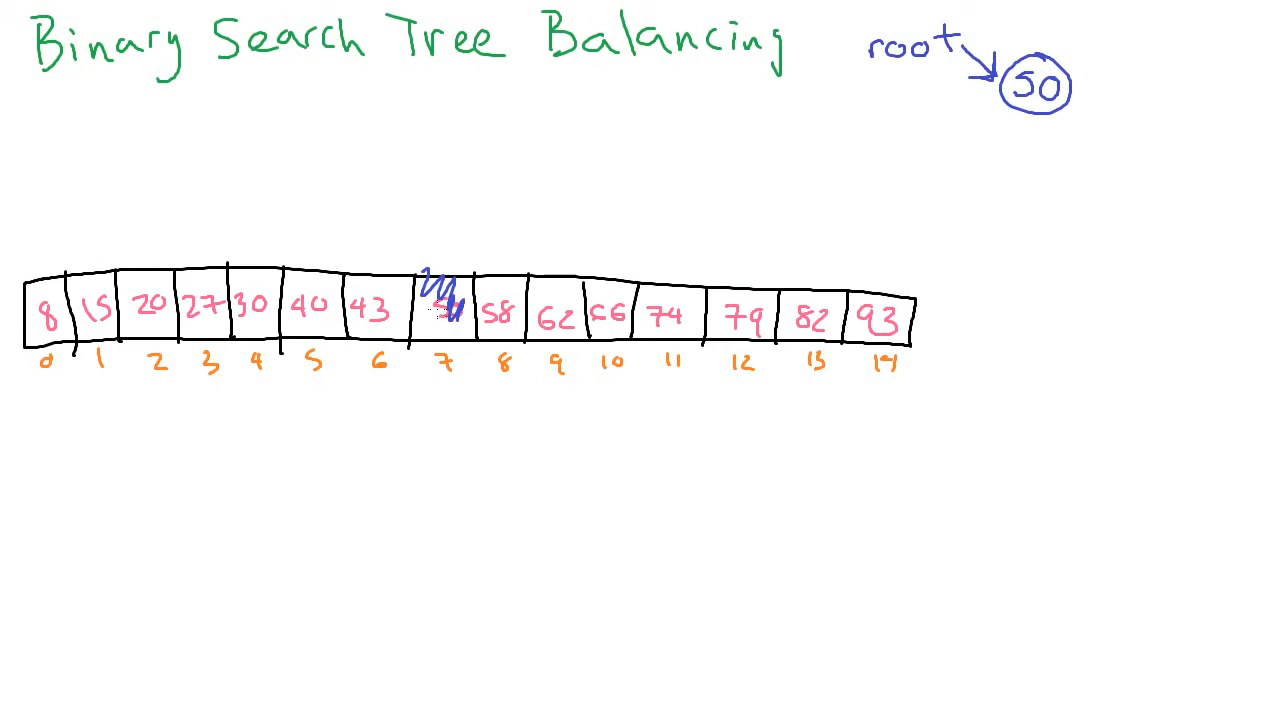 Binary Search Tree Balancing
root
50
8 15 20 27 30 40 43 58 62 66 74 79 82 93
0 1 2 3 4 5 6 7 8 9 10 11 12 13 14